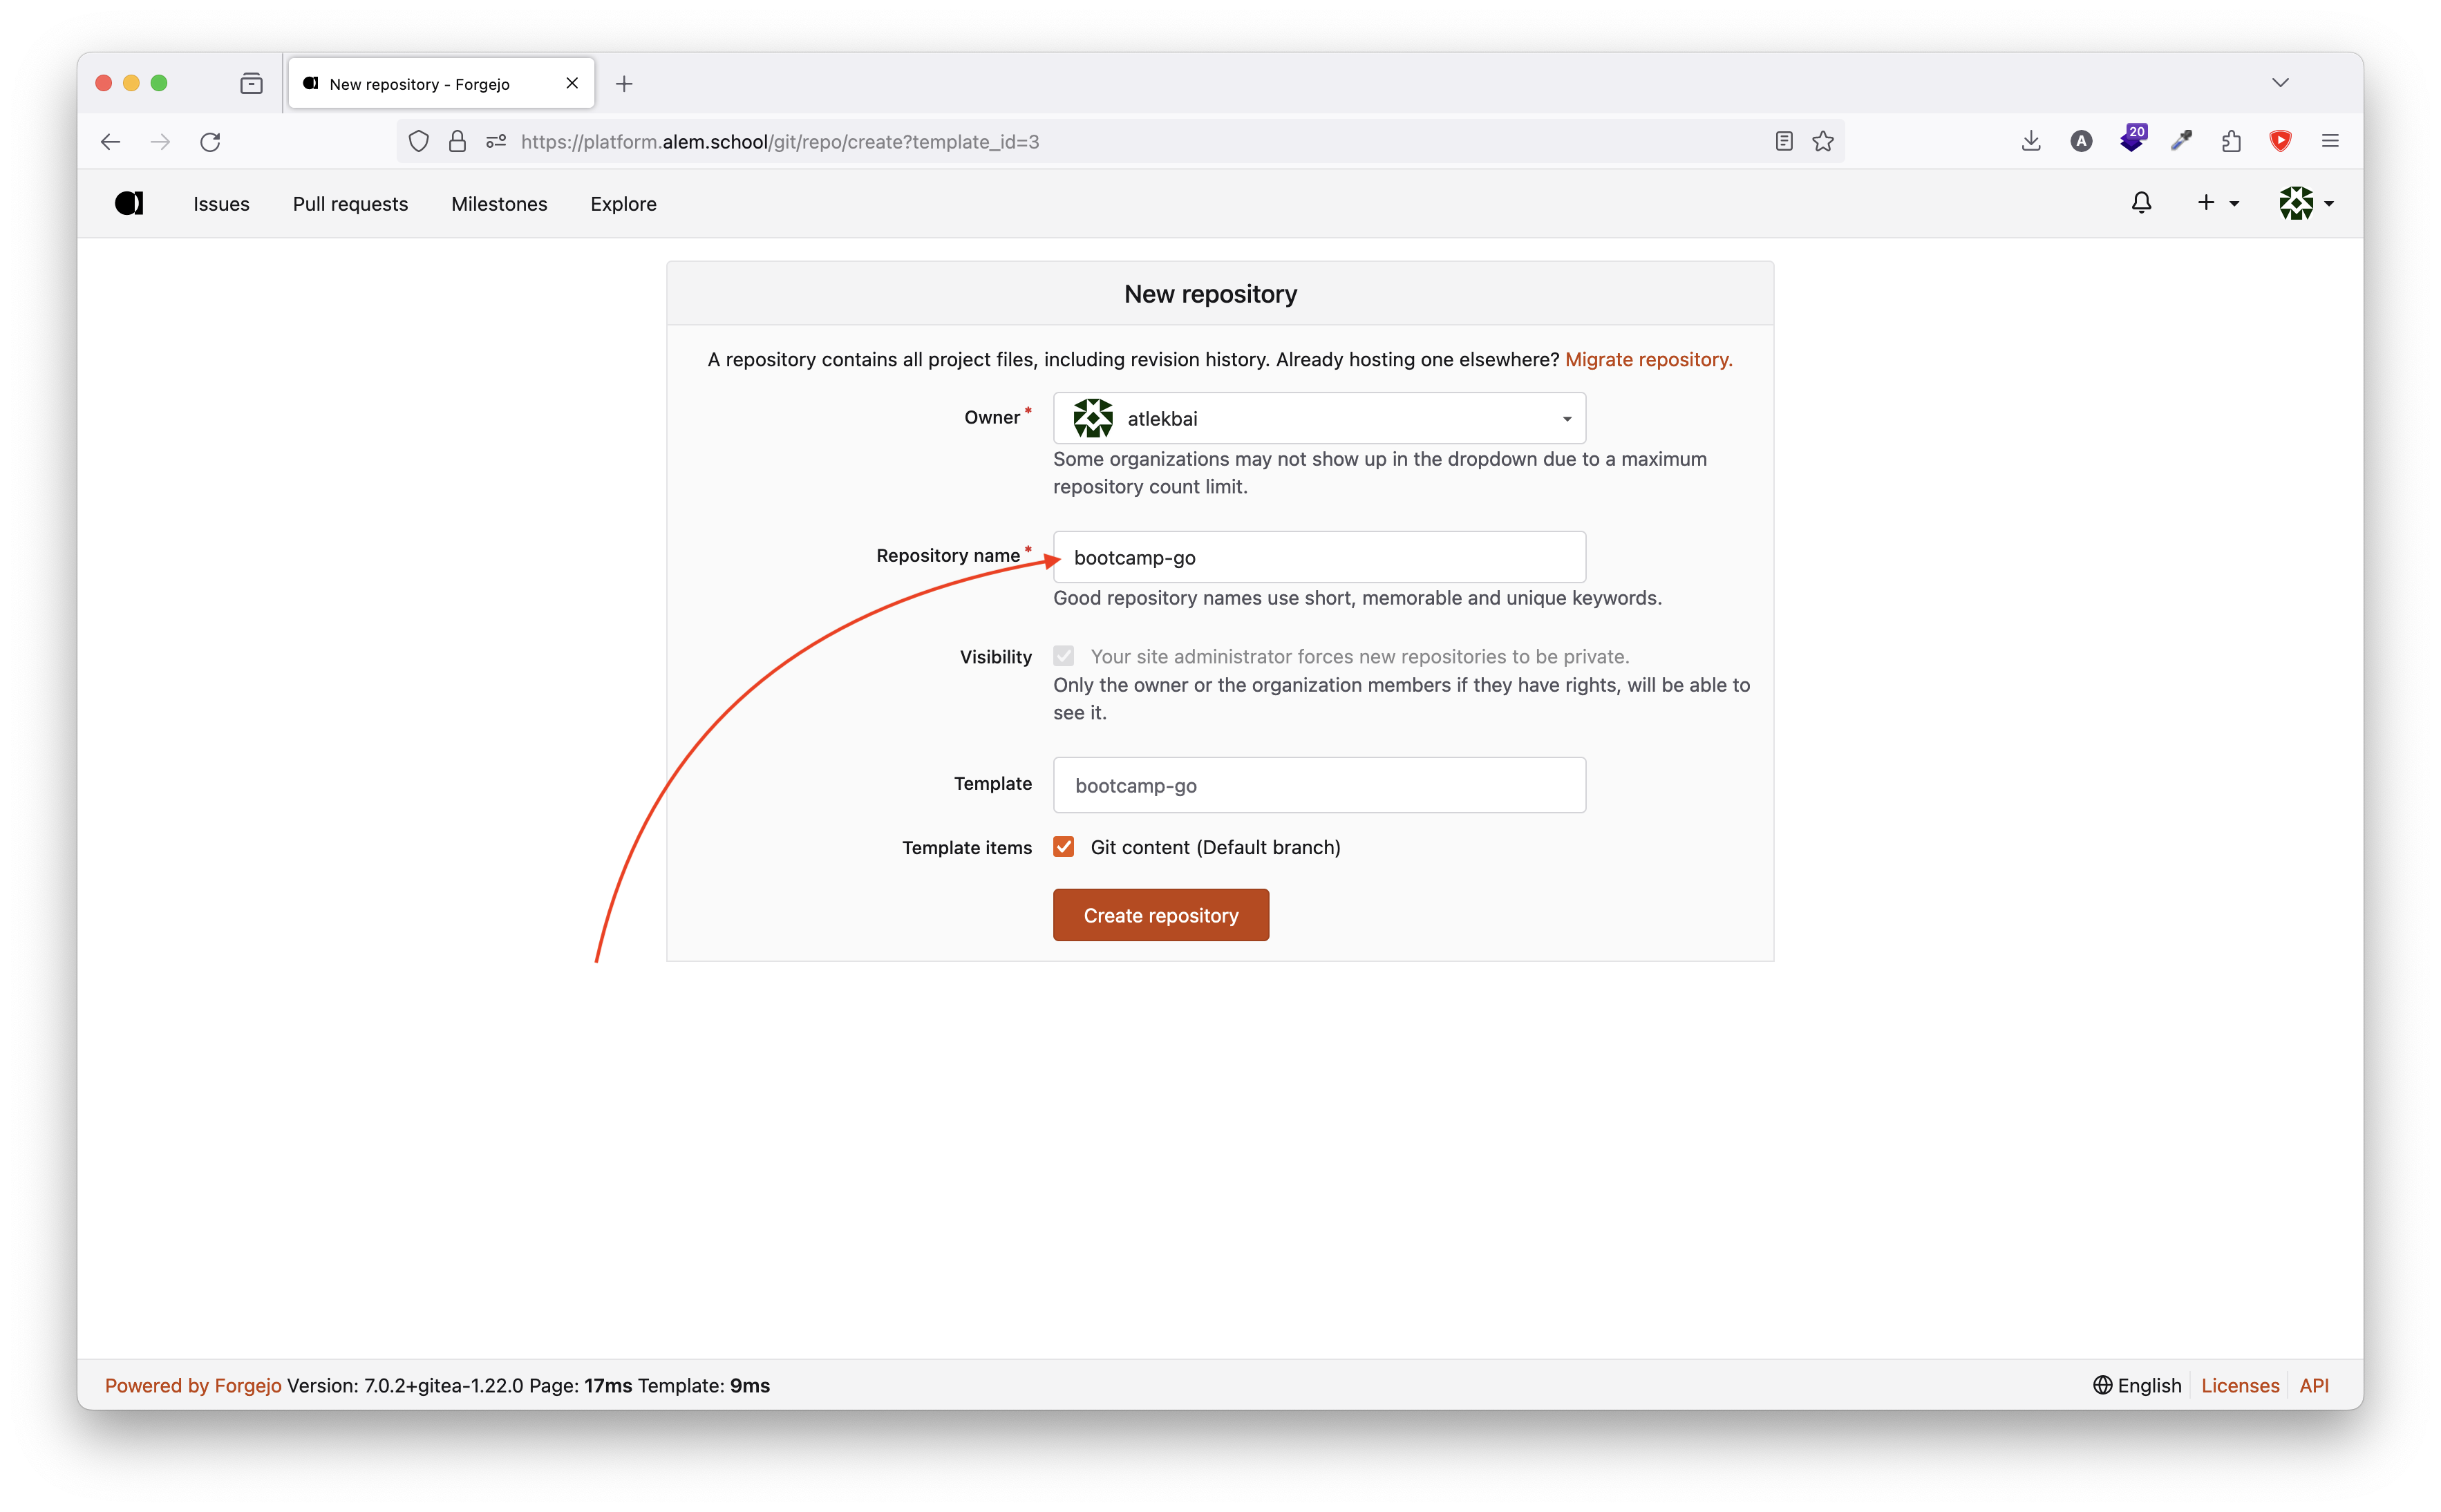 New repository - Forgejo
https://platform.alem.school/git/repo/create?template_id=3
A
20
Issues Pull requests Milestones Explore
New repository
A repository contains all project files, including revision history. Already hosting one elsewhere? Migrate repository.
Owner * atlekbai
Some organizations may not show up in the dropdown due to a maximum
repository count limit.
Repository name * bootcamp-go
Good repository names use short, memorable and unique keywords.
Visibility Your site administrator forces new repositories to be private.
Only the owner or the organization members if they have rights, will be able to
see it.
Template bootcamp-go
Template items Git content (Default branch)
Create repository
Powered by Forgejo Version: 7.0.2+gitea-1.22.0 Page: 17ms Template: 9ms
English Licenses API